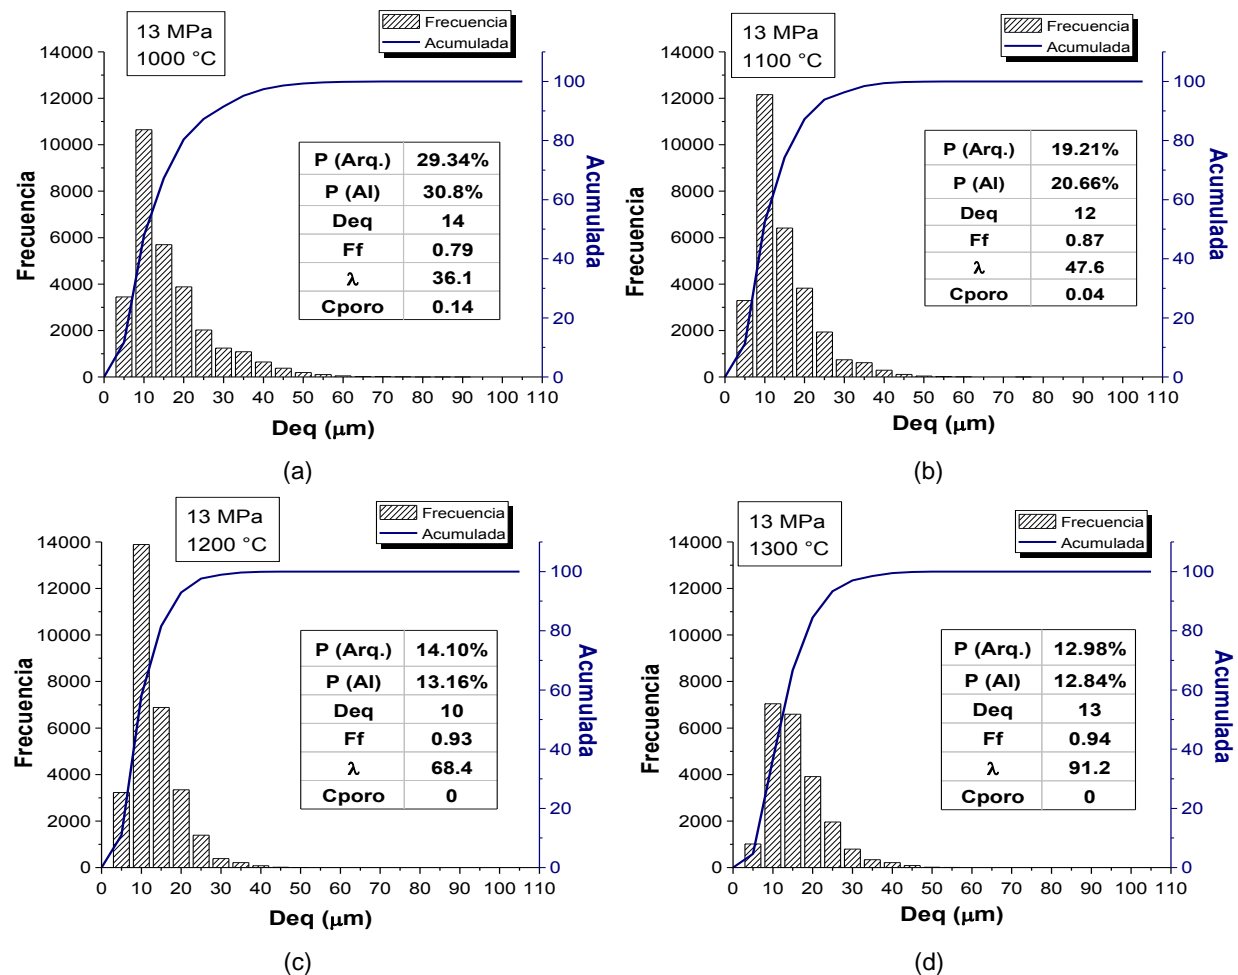 13 MPa
1000 °C
Frecuencia
Acumulada
14000
12000
10000
8000
6000
4000
2000
0
Frecuencia
100
80
60
40
20
0
Acumulada
P (Arq.) 29.34%
P (AI) 30.8%
Deq 14
Ff 0.79
λ 36.1
Cporo 0.14
0 10 20 30 40 50 60 70 80 90 100 110
Deq (μm)
(a)
13 MPa
1100 °C
Frecuencia
Acumulada
14000
12000
10000
8000
6000
4000
2000
0
Frecuencia
100
80
60
40
20
0
Acumulada
P (Arq.) 19.21%
P (AI) 20.66%
Deq 12
Ff 0.87
λ 47.6
Cporo 0.04
0 10 20 30 40 50 60 70 80 90 100 110
Deq (μm)
(b)
13 MPa
1200 °C
Frecuencia
Acumulada
14000
12000
10000
8000
6000
4000
2000
0
Frecuencia
100
80
60
40
20
0
Acumulada
P (Arq.) 14.10%
P (AI) 13.16%
Deq 10
Ff 0.93
λ 68.4
Cporo 0
0 10 20 30 40 50 60 70 80 90 100 110
Deq (μm)
(c)
13 MPa
1300 °C
Frecuencia
Acumulada
14000
12000
10000
8000
6000
4000
2000
0
Frecuencia
100
80
60
40
20
0
Acumulada
P (Arq.) 12.98%
P (AI) 12.84%
Deq 13
Ff 0.94
λ 91.2
Cporo 0
0 10 20 30 40 50 60 70 80 90 100 110
Deq (μm)
(d)